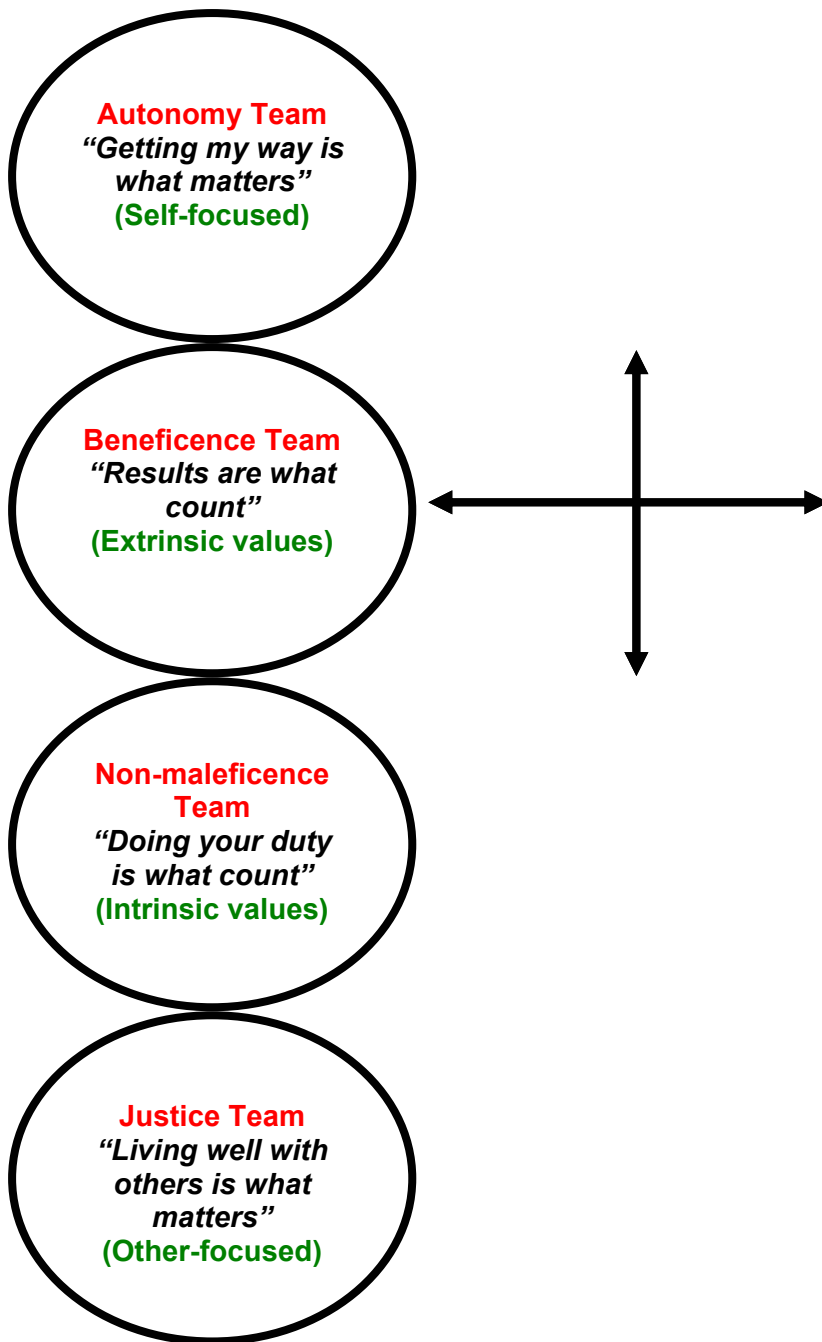 Autonomy Team
“Getting my way is
what matters”
(Self-focused)
Beneficence Team
“Results are what
count”
(Extrinsic values)
Non-maleficence
Team
“Doing your duty
is what count”
(Intrinsic values)
Justice Team
“Living well with
others is what
matters”
(Other-focused)